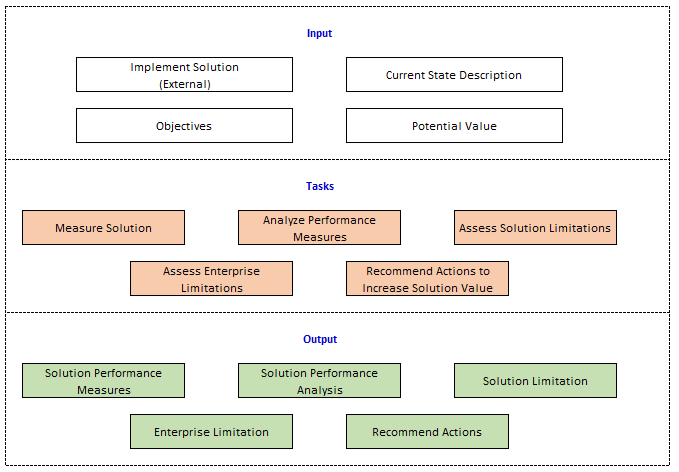 Input
Implement Solution
(External)
Current State Description
Objectives
Potential Value
Tasks
Measure Solution
Analyze Performance
Measures
Assess Solution Limitations
Assess Enterprise
Limitations
Recommend Actions to
Increase Solution Value
Output
Solution Performance
Measures
Solution Performance
Analysis
Solution Limitation
Enterprise Limitation
Recommend Actions